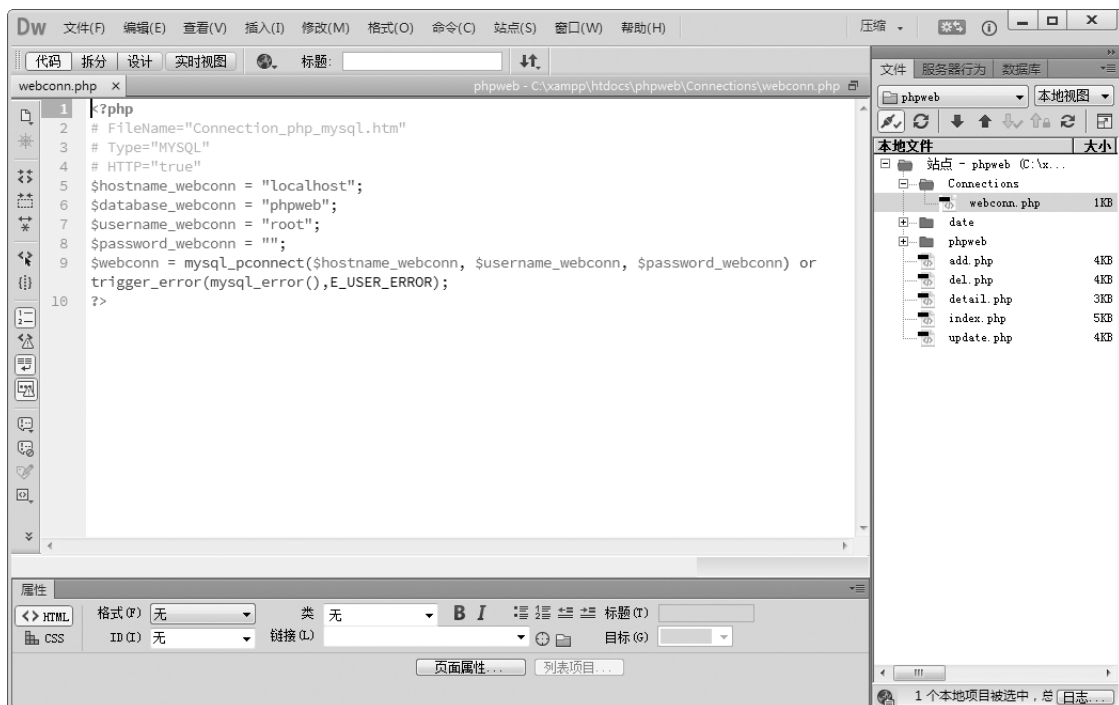 Dw 文件(F) 编辑(E) 查看(V) 插入(I) 修改(M) 格式(O) 命令(C) 站点(S) 窗口(W) 帮助(H) 压缩
代码 拆分 设计 实时视图 标题:
webconn.php × phpweb - C:\xampp\htdocs\phpweb\Connections\webconn.php
1 <?php
2 # FileName="Connection_php_mysql.htm"
3 # Type="MYSQL"
4 # HTTP="true"
5 $hostname_webconn = "localhost";
6 $database_webconn = "phpweb";
7 $username_webconn = "root";
8 $password_webconn = "";
9 $webconn = mysql_pconnect($hostname_webconn, $username_webconn, $password_webconn) or
trigger_error(mysql_error(),E_USER_ERROR);
10 ?>
文件 服务器行为 数据库
phpweb 本地视图
本地文件 大小
站点 - phpweb (C:\x...
Connections
webconn.php 1KB
date
phpweb
add.php 4KB
del.php 4KB
detail.php 3KB
index.php 5KB
update.php 4KB
属性
<> HTML 格式(F) 无 类 无 B I 标题(T)
CSS ID(I) 无 链接(L) 目标(G)
页面属性... 列表项目...
1 个本地项目被选中，总 日志...